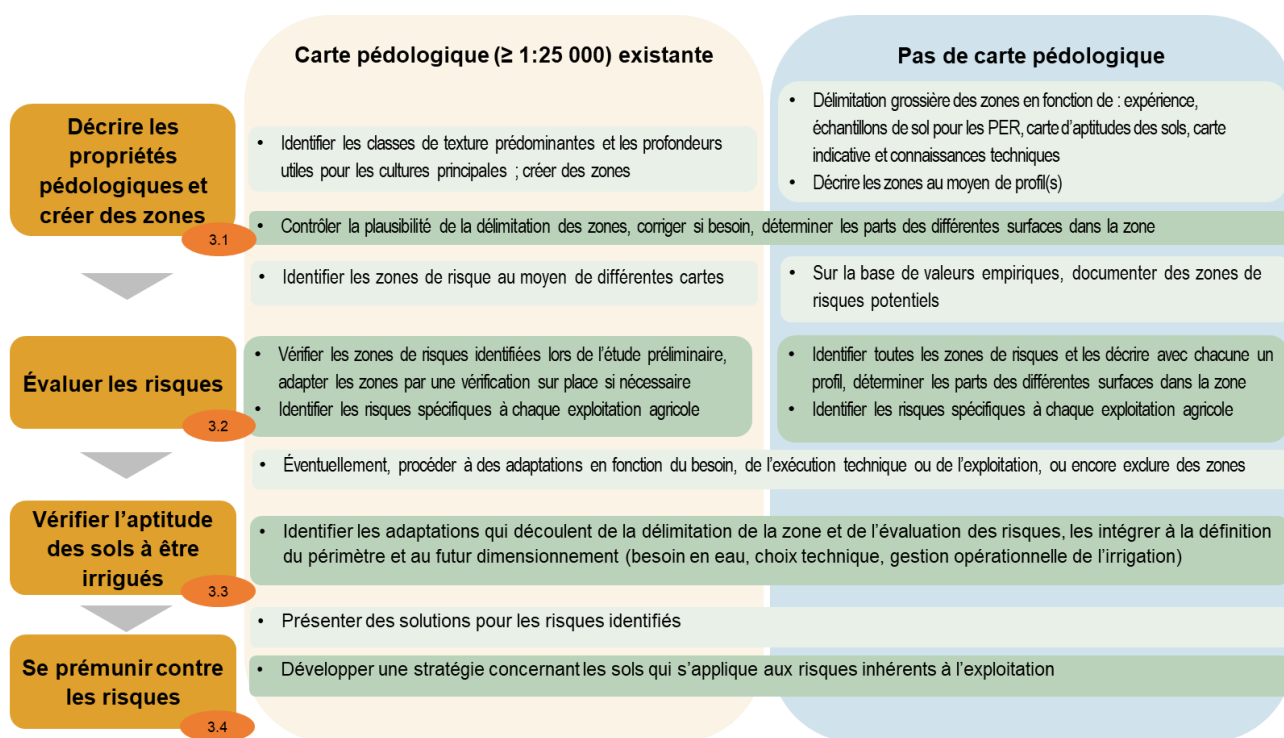 Carte pédologique (≥ 1:25 000) existante
Pas de carte pédologique
Décrire les
propriétés
pédologiques et
créer des zones
3.1
• Identifier les classes de texture prédominantes et les profondeurs
utiles pour les cultures principales ; créer des zones
• Délimitation grossière des zones en fonction de : expérience,
échantillons de sol pour les PER, carte d’aptitudes des sols, carte
indicative et connaissances techniques
• Décrire les zones au moyen de profil(s)
• Contrôler la plausibilité de la délimitation des zones, corriger si besoin, déterminer les parts des différentes surfaces dans la zone
• Identifier les zones de risque au moyen de différentes cartes
• Sur la base de valeurs empiriques, documenter des zones de
risques potentiels
Évaluer les risques
3.2
• Vérifier les zones de risques identifiées lors de l’étude préliminaire,
adapter les zones par une vérification sur place si nécessaire
• Identifier les risques spécifiques à chaque exploitation agricole
• Identifier toutes les zones de risques et les décrire avec chacune un
profil, déterminer les parts des différentes surfaces dans la zone
• Identifier les risques spécifiques à chaque exploitation agricole
• Éventuellement, procéder à des adaptations en fonction du besoin, de l’exécution technique ou de l’exploitation, ou encore exclure des zones
Vérifier l’aptitude
des sols à être
irrigués
3.3
• Identifier les adaptations qui découlent de la délimitation de la zone et de l’évaluation des risques, les intégrer à la définition
du périmètre et au futur dimensionnement (besoin en eau, choix technique, gestion opérationnelle de l’irrigation)
• Présenter des solutions pour les risques identifiés
Se prémunir contre
les risques
3.4
• Développer une stratégie concernant les sols qui s’applique aux risques inhérents à l’exploitation